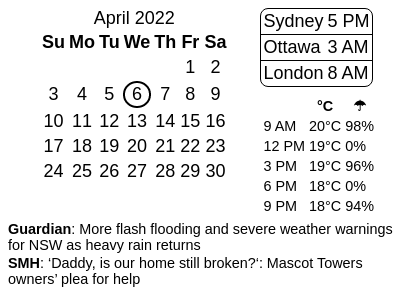 April 2022
Su Mo Tu We Th Fr Sa
1 2
3 4 5 6 7 8 9
10 11 12 13 14 15 16
17 18 19 20 21 22 23
24 25 26 27 28 29 30
Sydney 5 PM
Ottawa 3 AM
London 8 AM
°C ☂
9 AM 20°C 98%
12 PM 19°C 0%
3 PM 19°C 96%
6 PM 18°C 0%
9 PM 18°C 94%
Guardian: More flash flooding and severe weather warnings
for NSW as heavy rain returns
SMH: ‘Daddy, is our home still broken?‘: Mascot Towers
owners’ plea for help